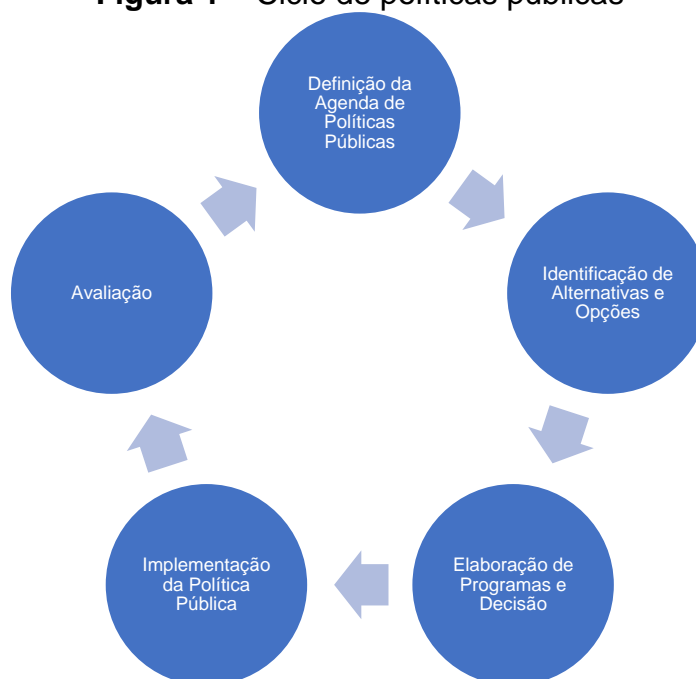 Figura 1 – Ciclo de políticas públicas
Definição da
Agenda de
Políticas
Públicas
Identificação de
Alternativas e
Opções
Elaboração de
Programas e
Decisão
Implementação
da Política
Pública
Avaliação